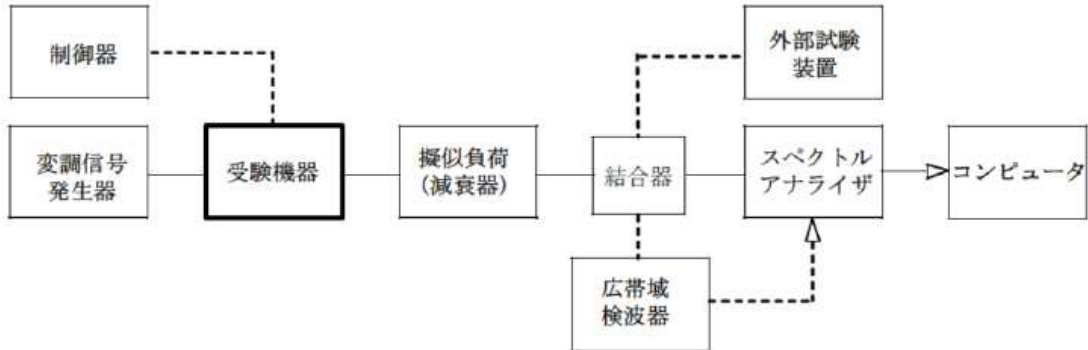 制御器
外部試験
装置
変調信号
発生器
受験機器
擬似負荷
(減衰器)
結合器
スペクトル
アナライザ
コンピュータ
広帯域
検波器